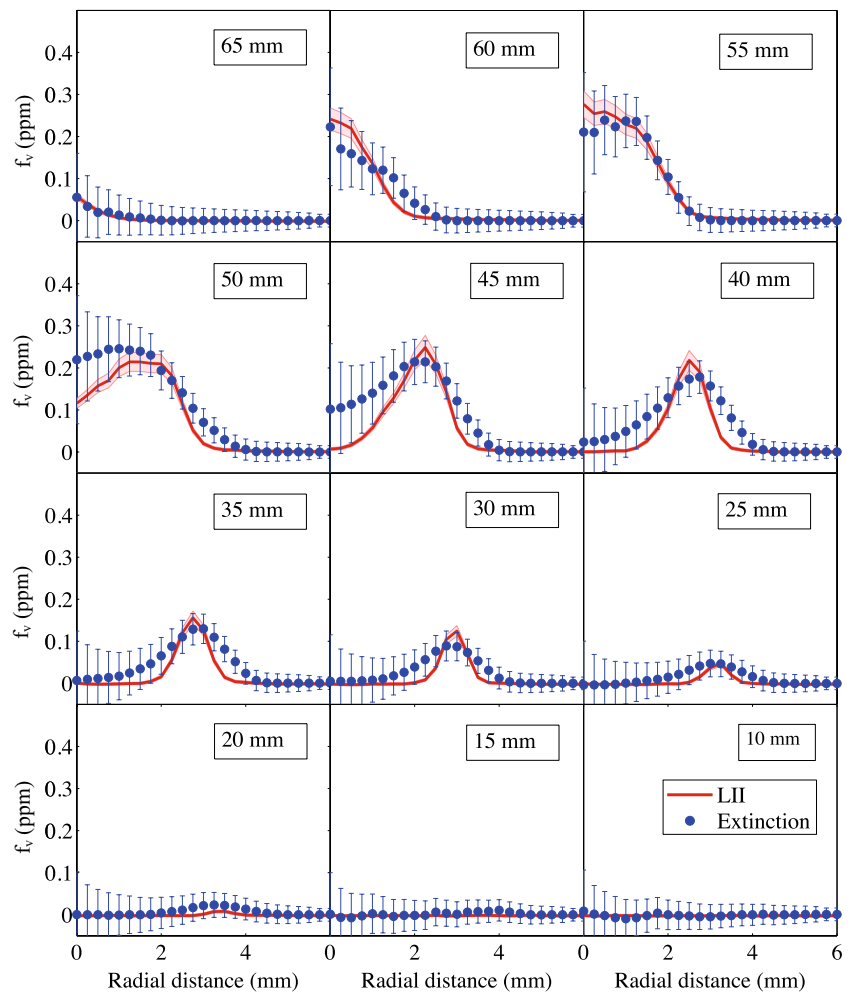 65 mm 60 mm 55 mm
0.4
0.3
0.2
0.1
0
f_v (ppm)
50 mm 45 mm 40 mm
0.4
0.3
0.2
0.1
0
f_v (ppm)
35 mm 30 mm 25 mm
0.4
0.3
0.2
0.1
0
f_v (ppm)
20 mm 15 mm 10 mm
0.4
0.3
0.2
0.1
0
f_v (ppm)
LII
Extinction
0 2 4 0 2 4 0 2 4 6
Radial distance (mm) Radial distance (mm) Radial distance (mm)